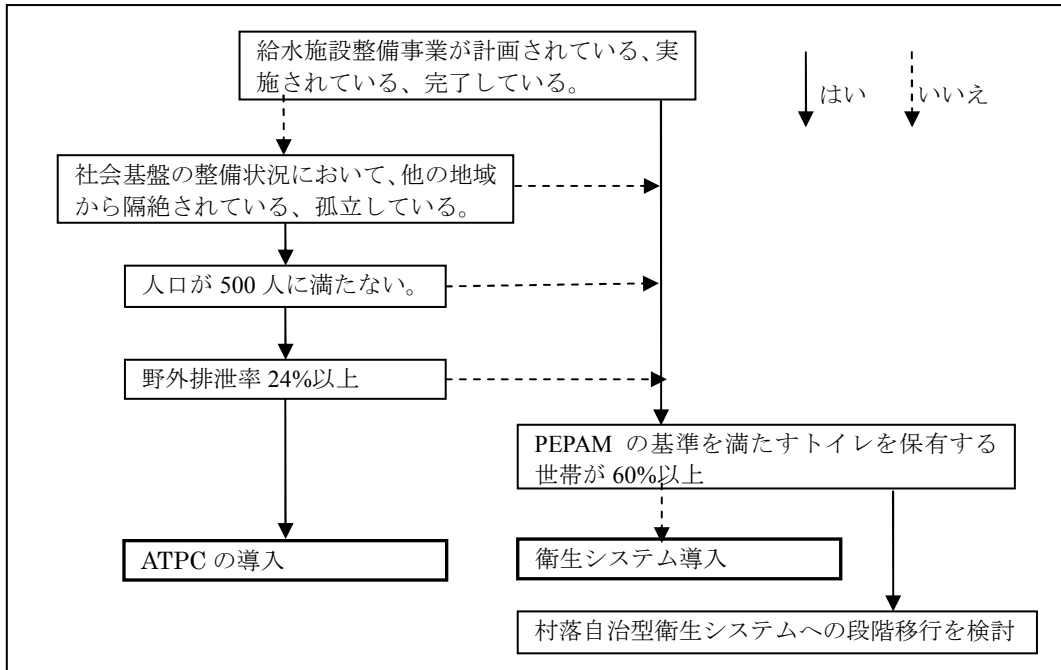 給水施設整備事業が計画されている、実
施されている、完了している。
はい
いいえ
社会基盤の整備状況において、他の地域
から隔絶されている、孤立している。
人口が 500 人に満たない。
野外排泄率 24%以上
PEPAM の基準を満たすトイレを保有する
世帯が 60%以上
ATPC の導入
衛生システム導入
村落自治型衛生システムへの段階移行を検討